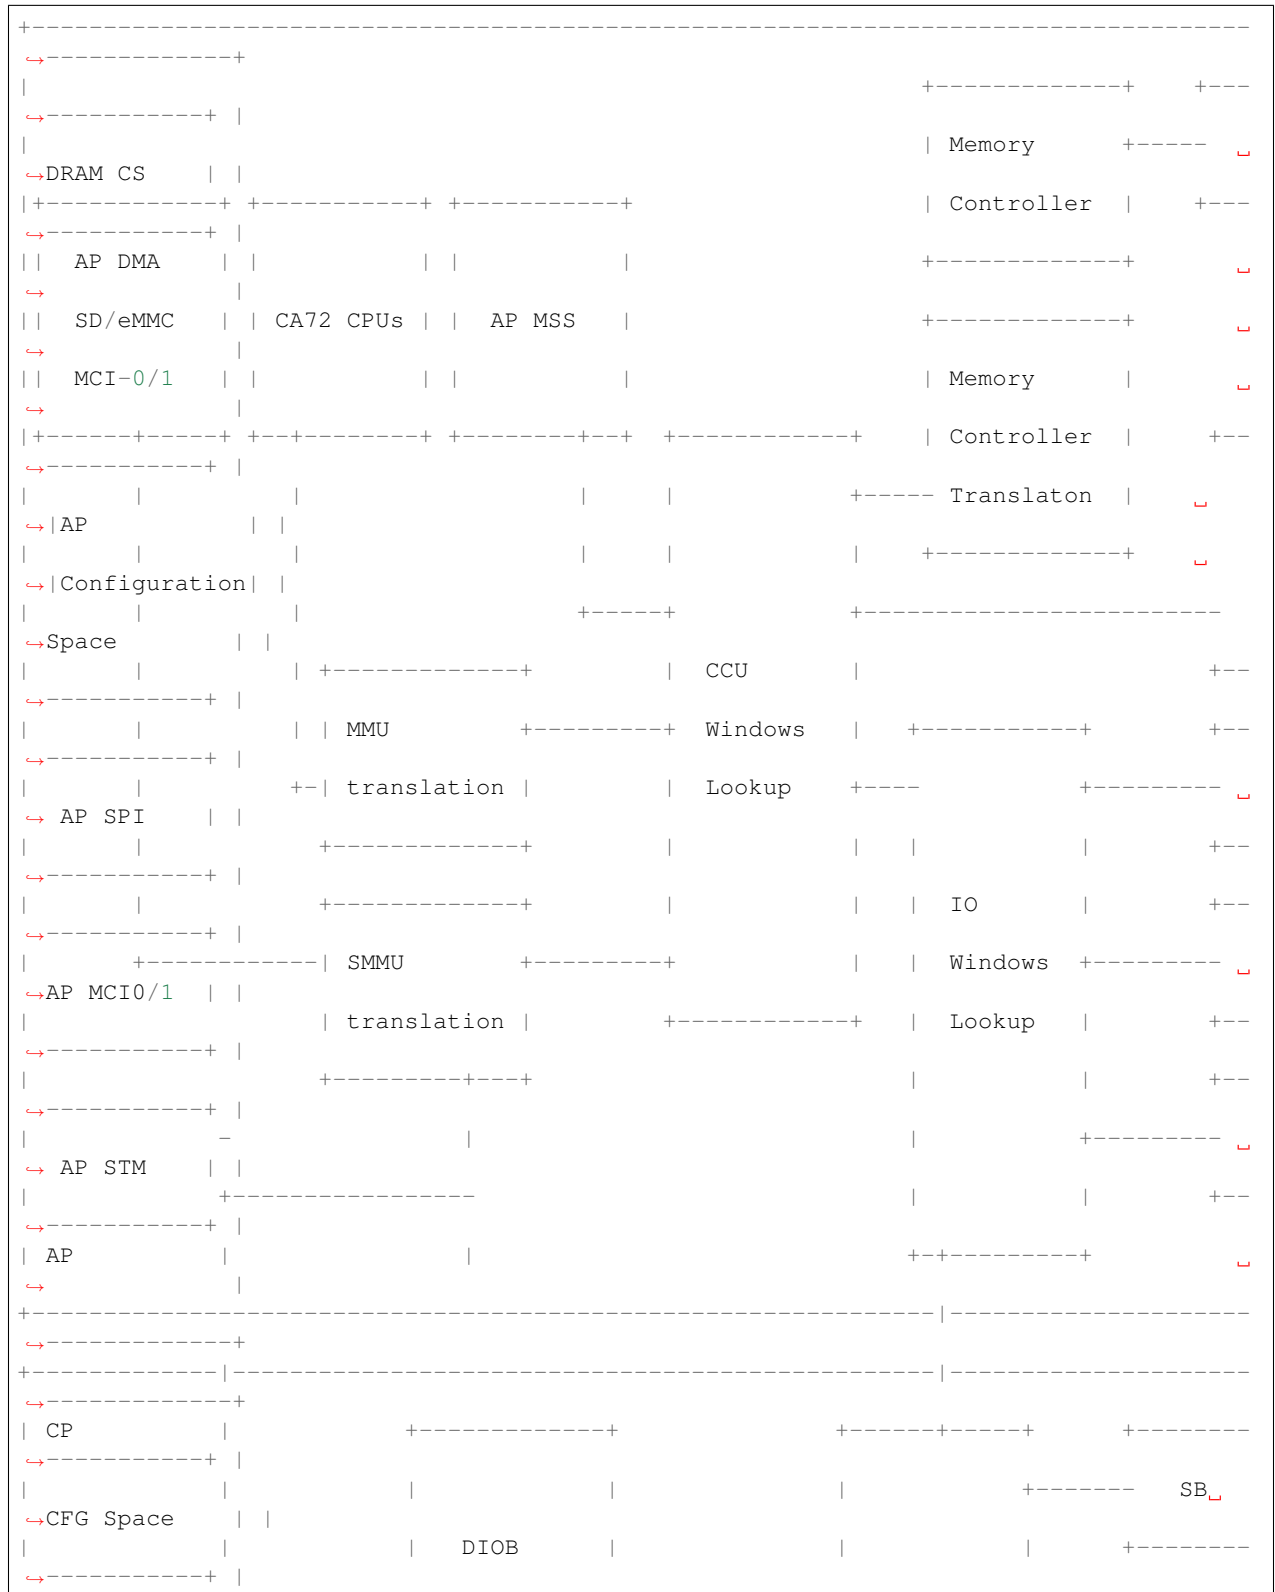 +-------------------------------------------------------------------------------------
↪-------------+
|                                                               +-------------+     +---
↪-----------+ |
|                                                               | Memory      +-----  ␣
↪DRAM CS    | |
|+------------+ +-----------+ +-----------+                     | Controller  |     +---
↪-----------+ |
||  AP DMA    | |           | |           |                     +-------------+        ␣
↪             |
||  SD/eMMC   | | CA72 CPUs | |  AP MSS   |                     +-------------+        ␣
↪             |
||  MCI-0/1   | |           | |           |                     | Memory      |        ␣
↪             |
|+------+-----+ +--+--------+ +--------+--+  +------------+     | Controller  |      +--
↪-----------+ |
|       |          |                   |     |            +----- Translaton  |     ␣
↪|AP           | |
|       |          |                   |     |            |     +-------------+     ␣
↪|Configuration| |
|       |          |                   +-----+            +-------------------------
↪Space        | |
|       |          | +-------------+         |  CCU       |                         +--
↪-----------+ |
|       |          | | MMU         +---------+  Windows   |   +-----------+         +--
↪-----------+ |
|       |          +-| translation |         |  Lookup    +----           +--------- ␣
↪ AP SPI    | |
|       |            +-------------+         |            |   |           |         +--
↪-----------+ |
|       |            +-------------+         |            |   |  IO       |         +--
↪-----------+ |
|       +------------| SMMU        +---------+            |   |  Windows  +--------- ␣
↪AP MCI0/1  | |
|                    | translation |         +------------+   |  Lookup   |         +--
↪-----------+ |
|                    +---------+---+                          |           |         +--
↪-----------+ |
|             -                |                              |           +--------- ␣
↪ AP STM    | |
|             +-----------------                              |           |         +--
↪-----------+ |
| AP          |                |                              +-+---------+            ␣
↪             |
+---------------------------------------------------------------|---------------------
↪-------------+
+-------------|-------------------------------------------------|---------------------
↪-------------+
| CP          |            +-------------+               +------+-----+      +--------
↪-----------+ |
|             |            |             |               |            +-------   SB␣
↪CFG Space    | |
|             |            |   DIOB      |               |            |      +--------
↪-----------+ |